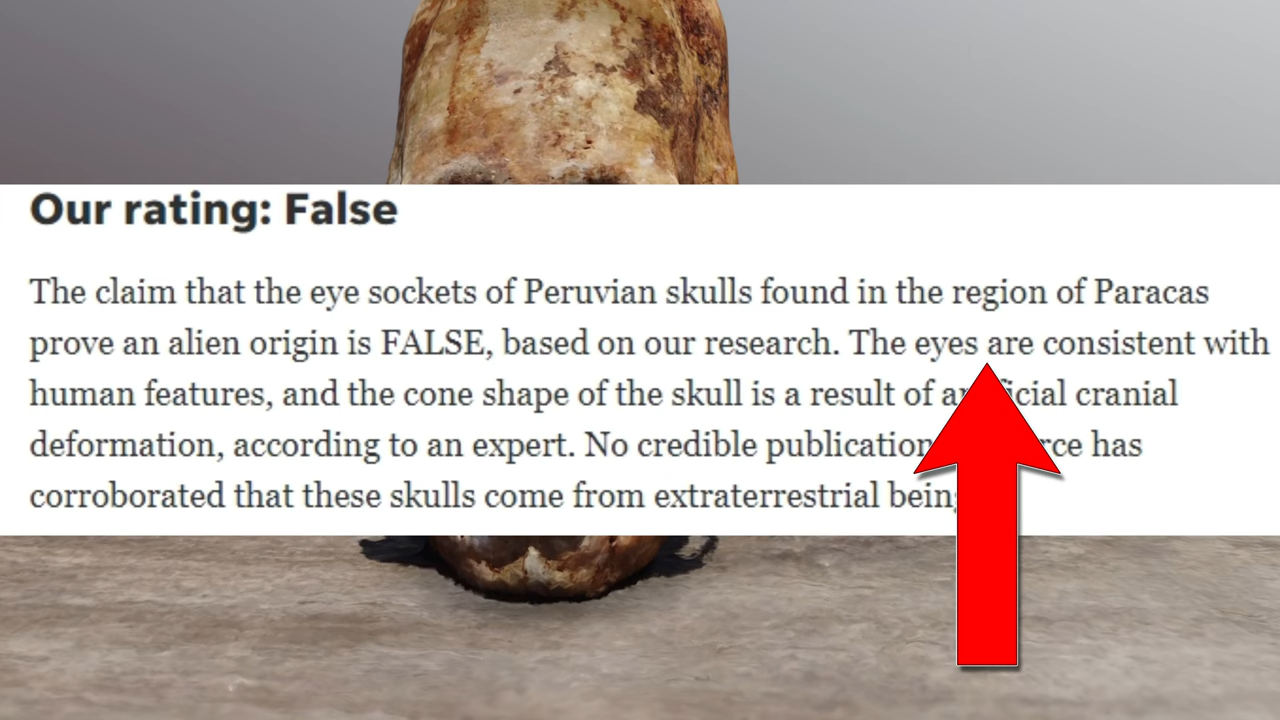 Our rating: False
The claim that the eye sockets of Peruvian skulls found in the region of Paracas
prove an alien origin is FALSE, based on our research. The eyes are consistent with
human features, and the cone shape of the skull is a result of cranial
deformation, according to an expert. No credible has
corroborated that these skulls come from extraterrestrial